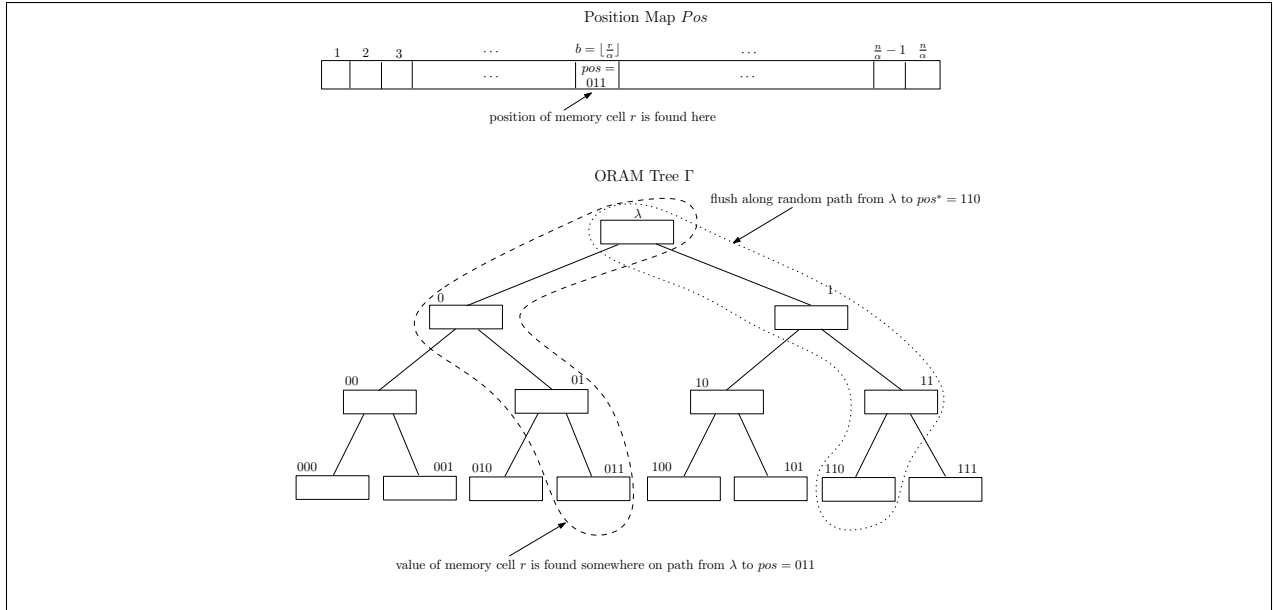 Position Map Pos
1 2 3 ⋯ b = ⌊r/α⌋ ⋯ n/α − 1 n/α
⋯ pos = 011 ⋯
position of memory cell r is found here
ORAM Tree Γ
flush along random path from λ to pos* = 110
λ
0 1
00 01 10 11
000 001 010 011 100 101 110 111
value of memory cell r is found somewhere on path from λ to pos = 011